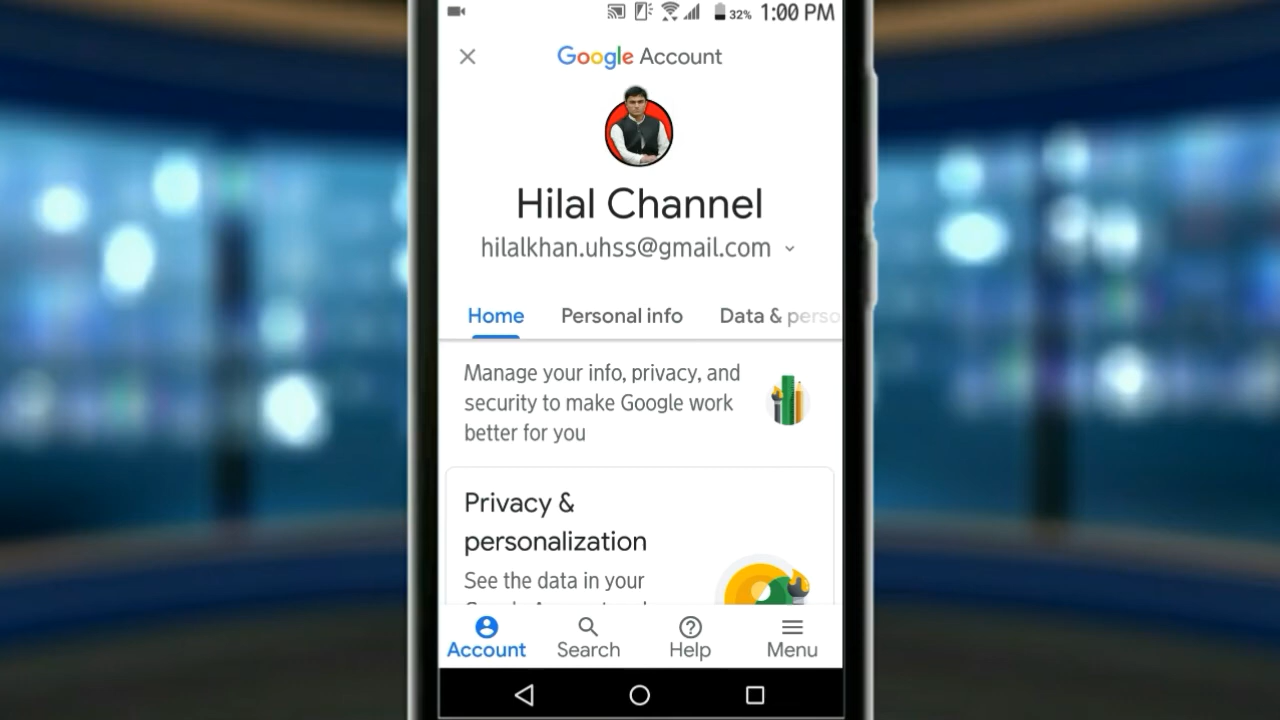 32% 1:00 PM
Google Account
Hilal Channel
hilalkhan.uhss@gmail.com
Home Personal info Data & perso
Manage your info, privacy, and
security to make Google work
better for you
Privacy &
personalization
See the data in your
Account Search Help Menu